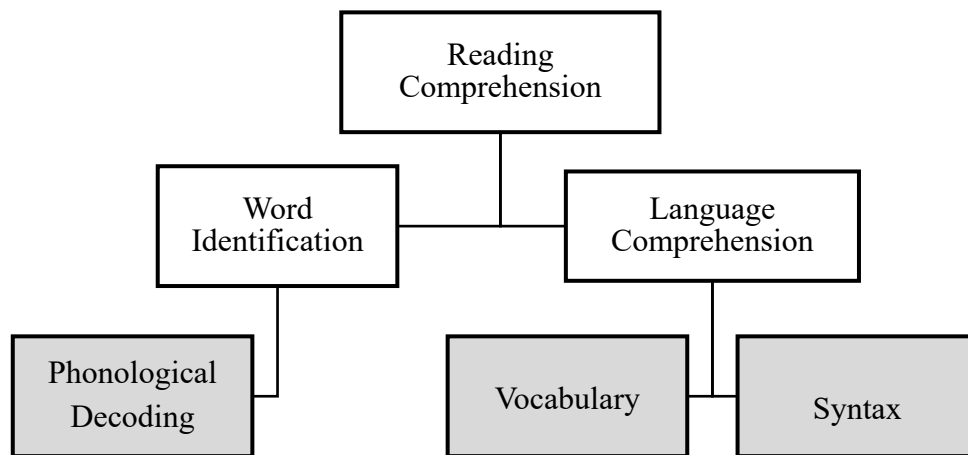 Reading
Comprehension
Word
Identification
Language
Comprehension
Phonological
Decoding
Vocabulary
Syntax